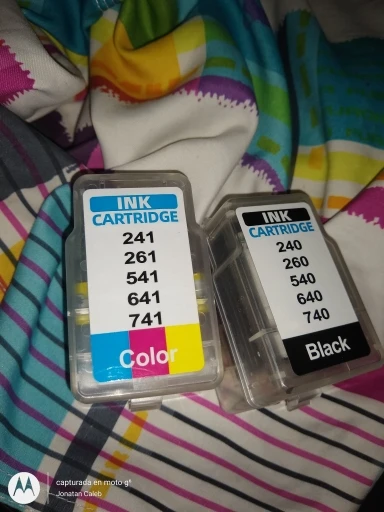 INK
CARTRIDGE
241
261
541
641
741
Color
INK
CARTRIDGE
240
260
540
640
740
Black
capturada en moto g⁶
Jonatan Caleb